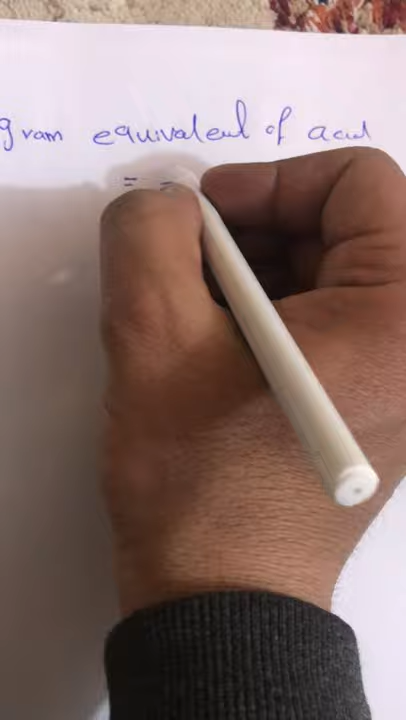 gram equivalent of acid
=